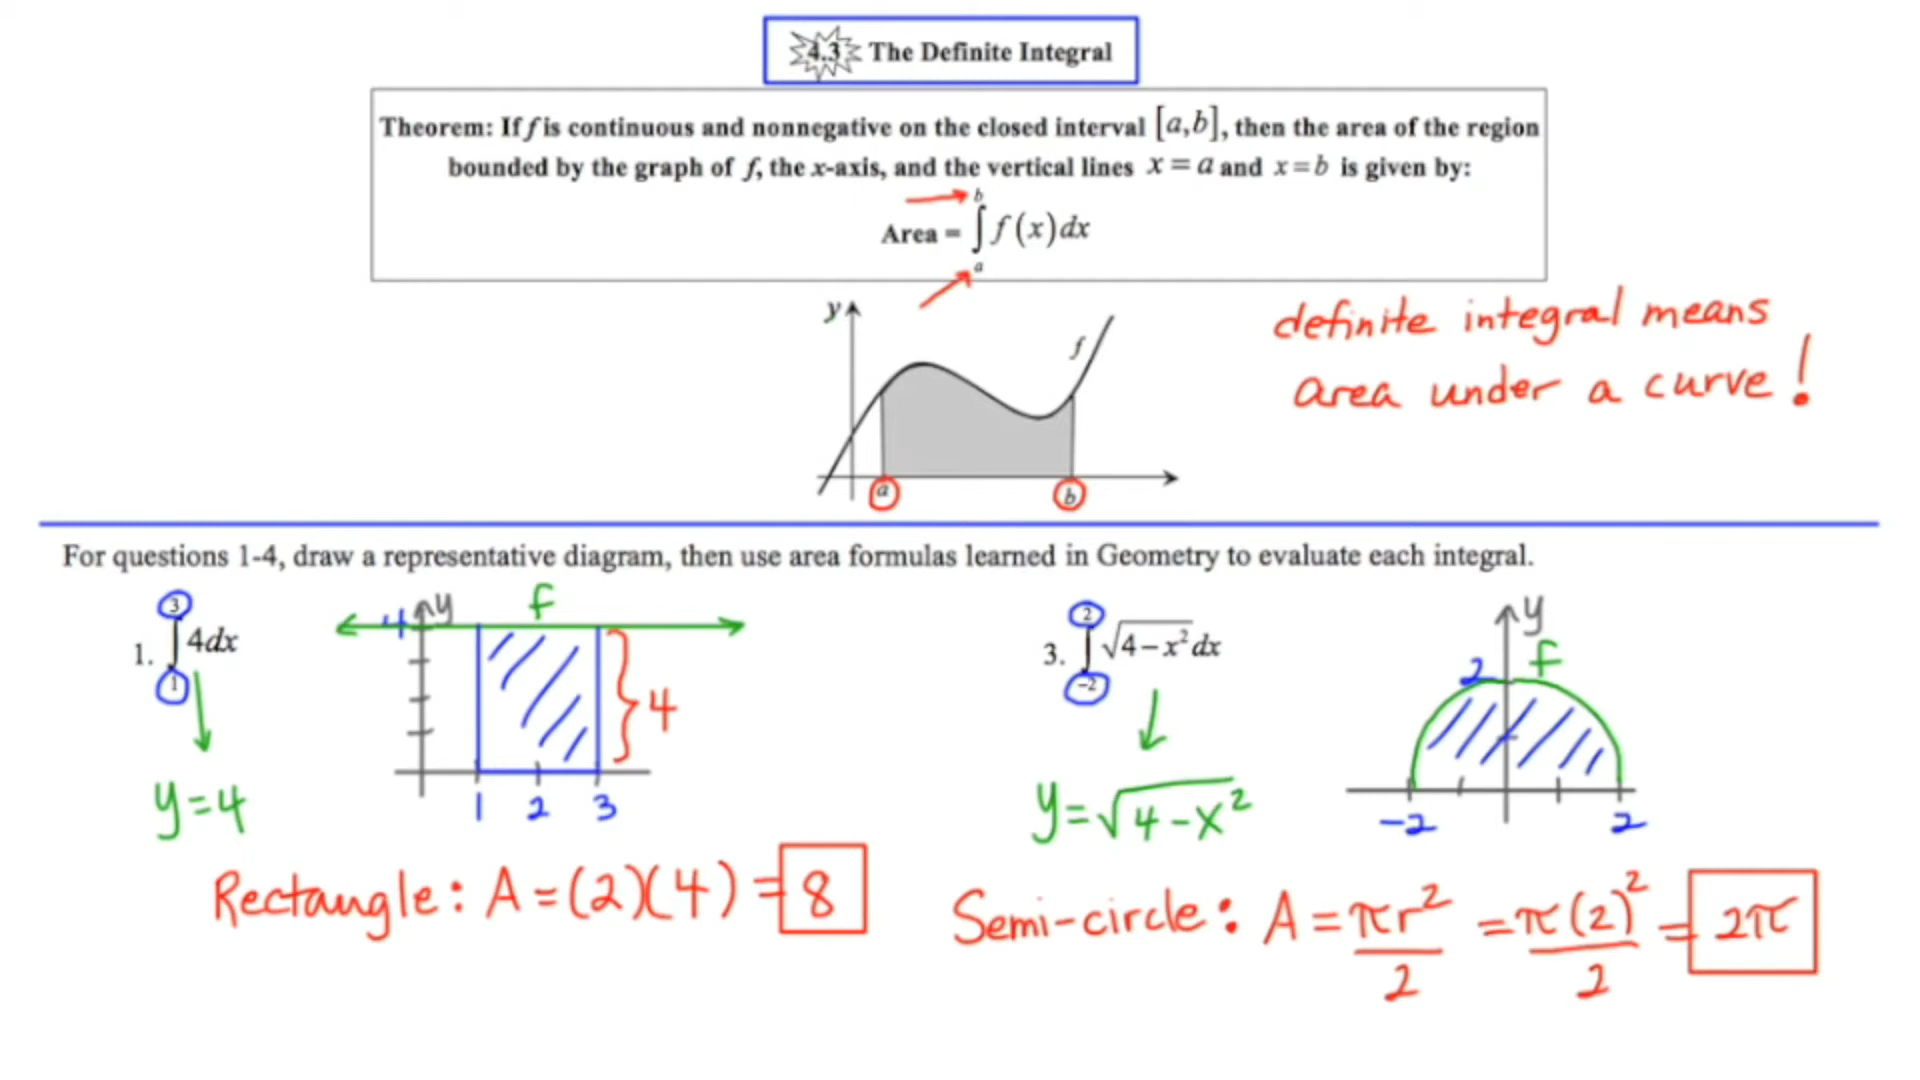 4.3 The Definite Integral
Theorem: If f is continuous and nonnegative on the closed interval [a,b], then the area of the region
bounded by the graph of f, the x-axis, and the vertical lines x = a and x = b is given by:
Area = ∫_a^b f(x)dx
y
f
a
b
definite integral means
area under a curve!
For questions 1-4, draw a representative diagram, then use area formulas learned in Geometry to evaluate each integral.
1. ∫_1^3 4dx
y=4
4 y f
4
1 2 3
Rectangle: A = (2)(4) = 8
3. ∫_{-2}^2 √(4−x²)dx
y=√(4-x²)
y
2 f
-2 2
Semi-circle: A = πr²/2 = π(2)²/2 = 2π